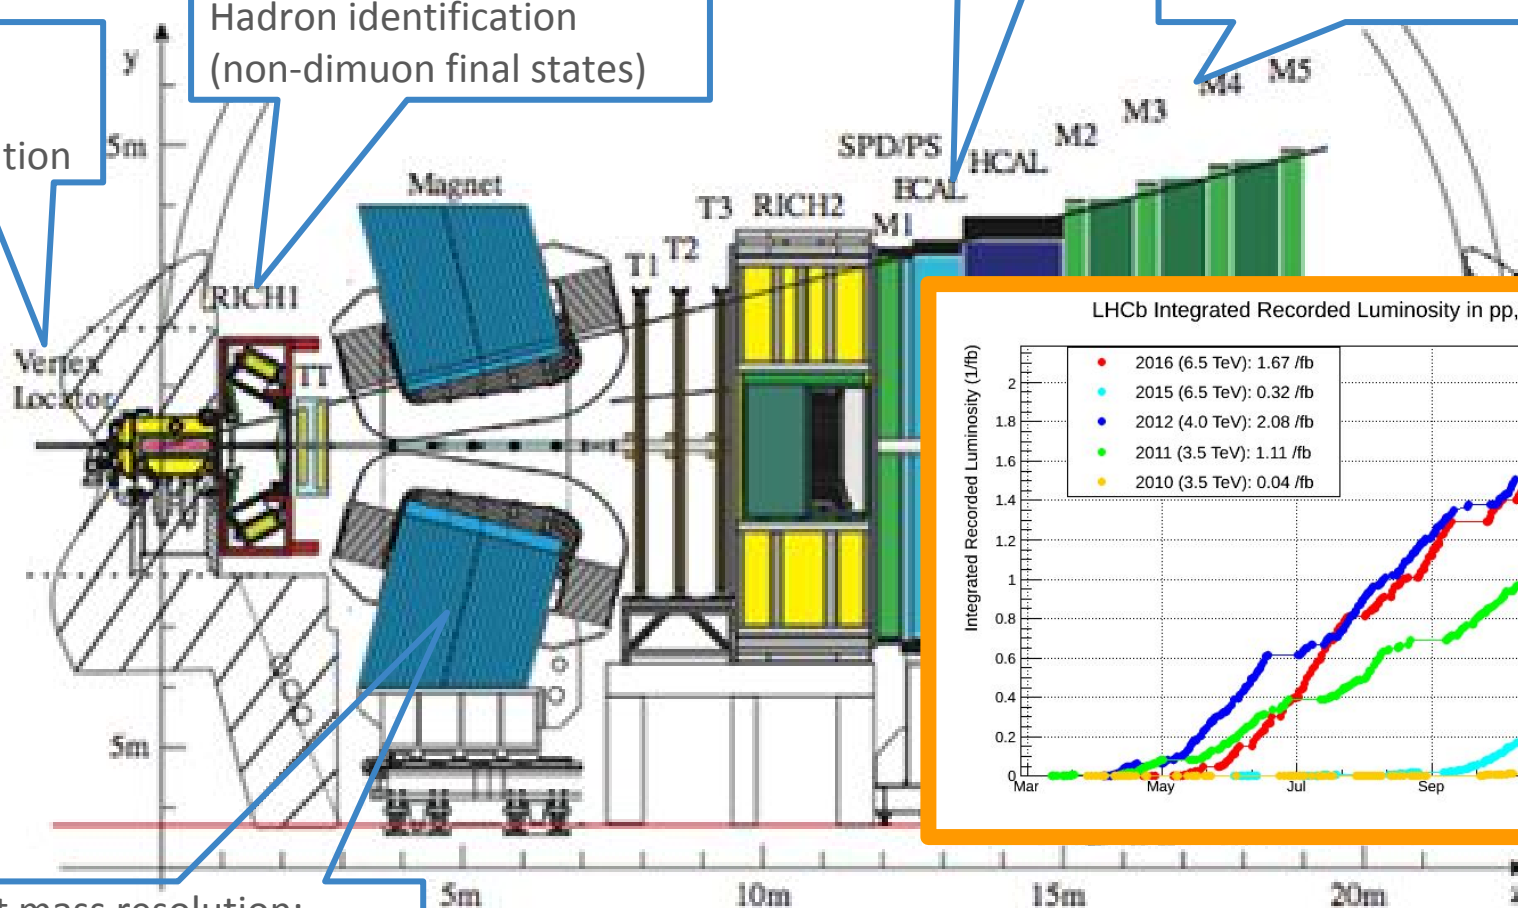 Hadron identification
(non-dimuon final states)
y
5m
Magnet
SPD/PS
ECAL
HCAL
M1
M2
M3
M4
M5
T1
T2
T3
RICH2
RICH1
TT
Vertex
Locator
5m
5m
10m
15m
20m
mass resolution:
LHCb Integrated Recorded Luminosity in pp,
Integrated Recorded Luminosity (1/fb)
2016 (6.5 TeV): 1.67 /fb
2015 (6.5 TeV): 0.32 /fb
2012 (4.0 TeV): 2.08 /fb
2011 (3.5 TeV): 1.11 /fb
2010 (3.5 TeV): 0.04 /fb
2
1.8
1.6
1.4
1.2
1
0.8
0.6
0.4
0.2
0
Mar
May
Jul
Sep